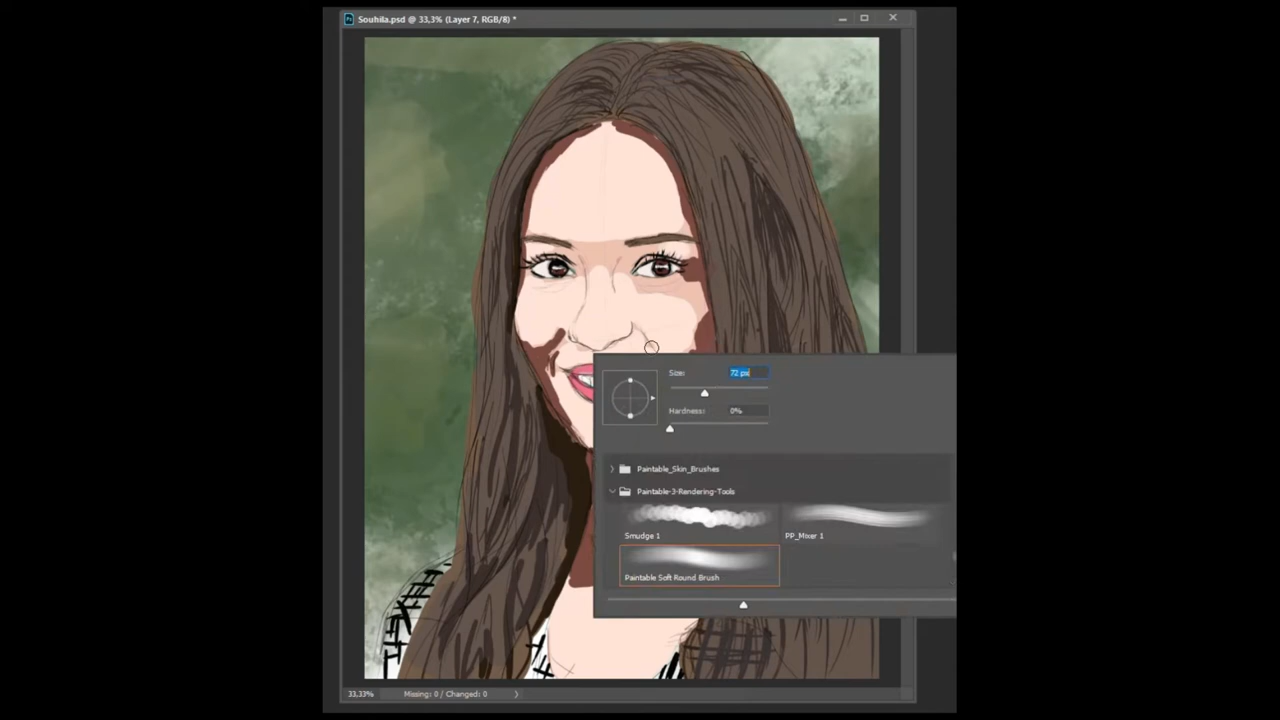 Ps Souhila.psd @ 33,3% (Layer 7, RGB/8) *
Size: 72 px
Hardness: 0%
Paintable_Skin_Brushes
Paintable-3-Rendering-Tools
Smudge 1 PP_Mixer 1
Paintable Soft Round Brush
33,33% Missing: 0 / Changed: 0